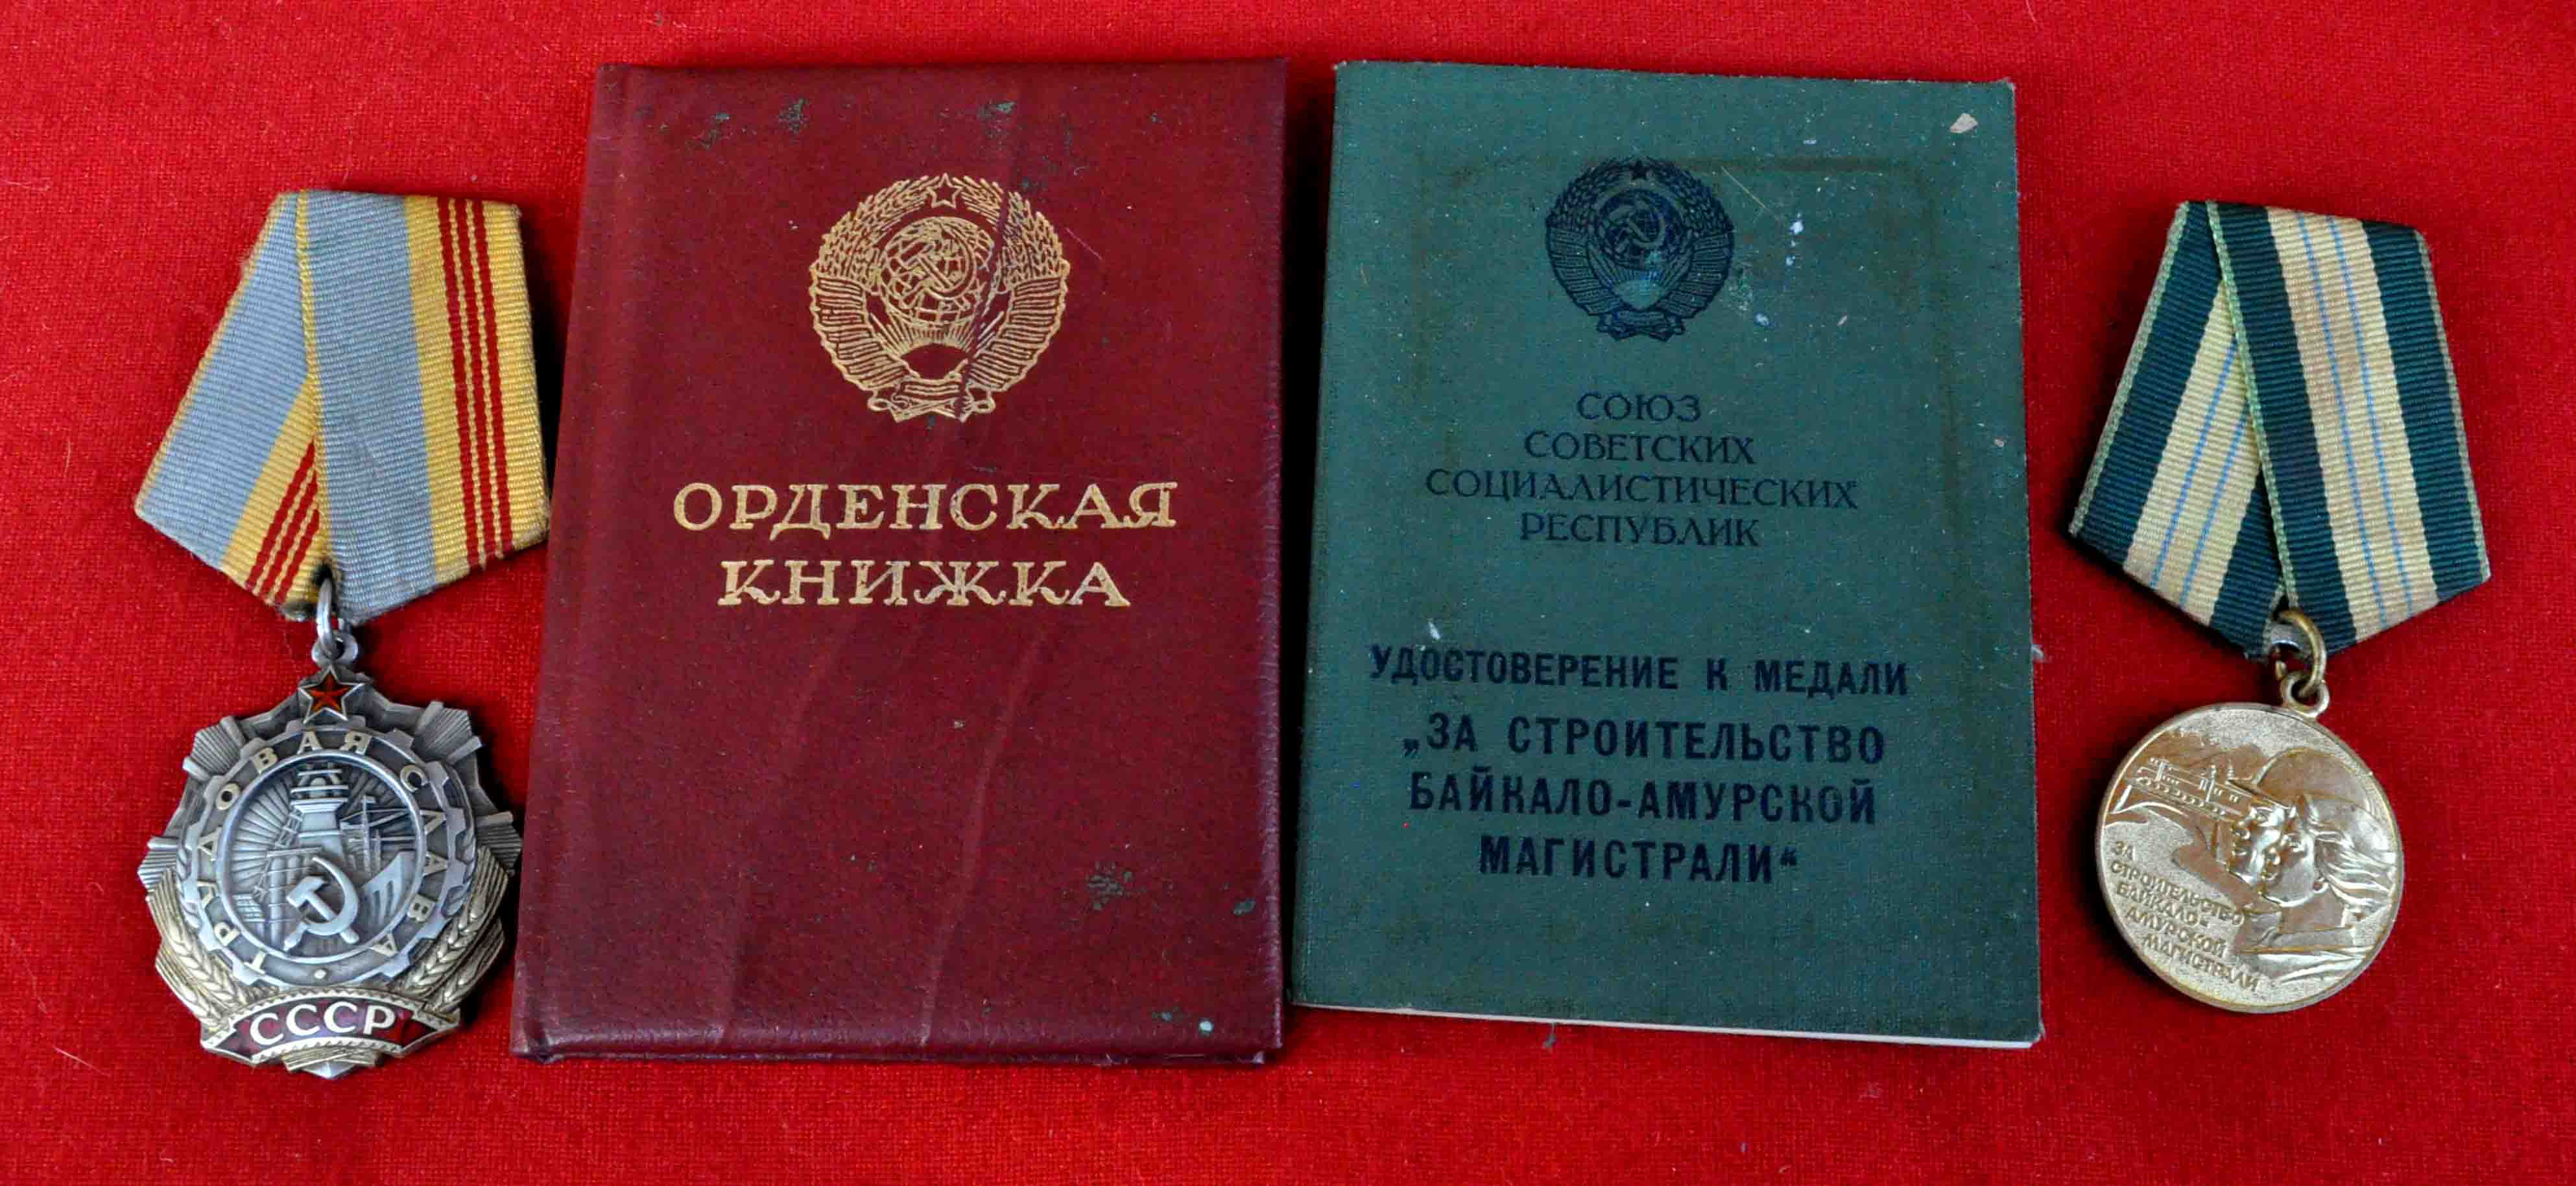 ТРУДОВАЯ СЛАВА
СССР
ОРДЕНСКАЯ
КНИЖКА
СОЮЗ
СОВЕТСКИХ
СОЦИАЛИСТИЧЕСКИХ
РЕСПУБЛИК
УДОСТОВЕРЕНИЕ К МЕДАЛИ
„ЗА СТРОИТЕЛЬСТВО
БАЙКАЛО-АМУРСКОЙ
МАГИСТРАЛИ“
ЗА
СТРОИТЕЛЬСТВО
БАЙКАЛО-
АМУРСКОЙ
МАГИСТРАЛИ